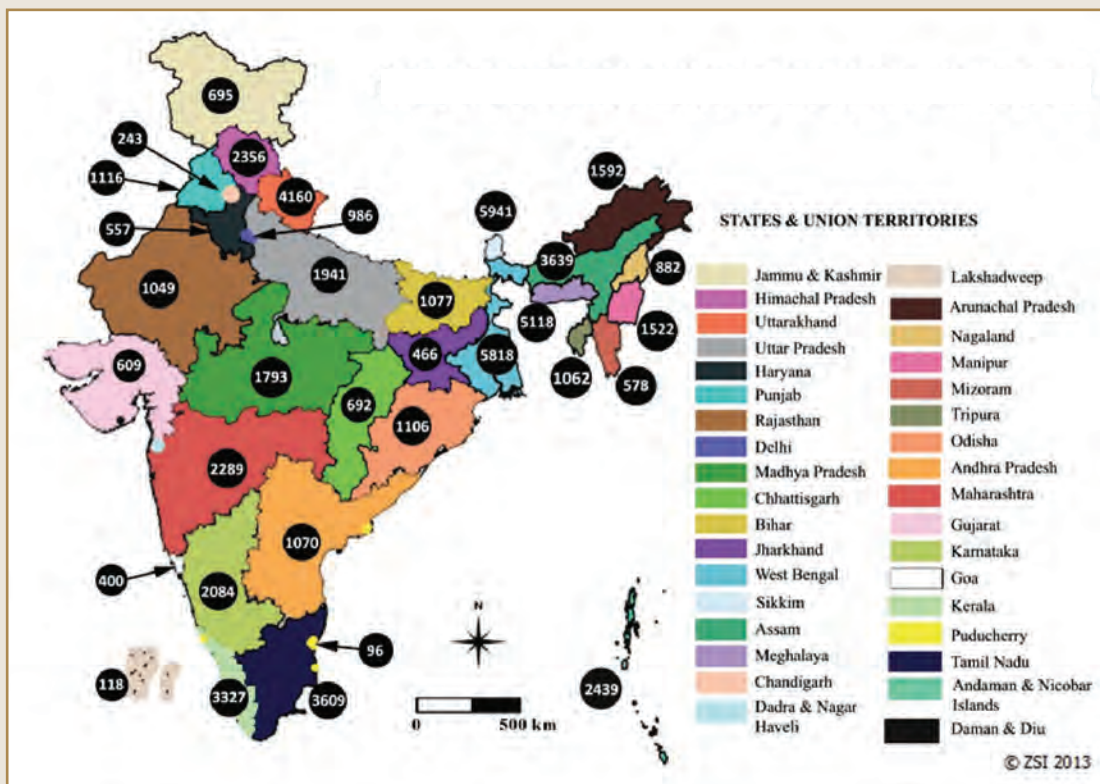 695
243
2356
1116
4160
1592
5941
986
557
3639
882
1941
1049
1077
5118
1522
609
466
5818
1793
1062
578
692
1106
2289
1070
400
2084
N
96
118
3327
3609
2439
0
500 km
STATES & UNION TERRITORIES
Jammu & Kashmir
Himachal Pradesh
Uttarakhand
Uttar Pradesh
Haryana
Punjab
Rajasthan
Delhi
Madhya Pradesh
Chhattisgarh
Bihar
Jharkhand
West Bengal
Sikkim
Assam
Meghalaya
Chandigarh
Dadra & Nagar
Haveli
Lakshadweep
Arunachal Pradesh
Nagaland
Manipur
Mizoram
Tripura
Odisha
Andhra Pradesh
Maharashtra
Gujarat
Karnataka
Goa
Kerala
Puducherry
Tamil Nadu
Andaman & Nicobar
Islands
Daman & Diu
© ZSI 2013